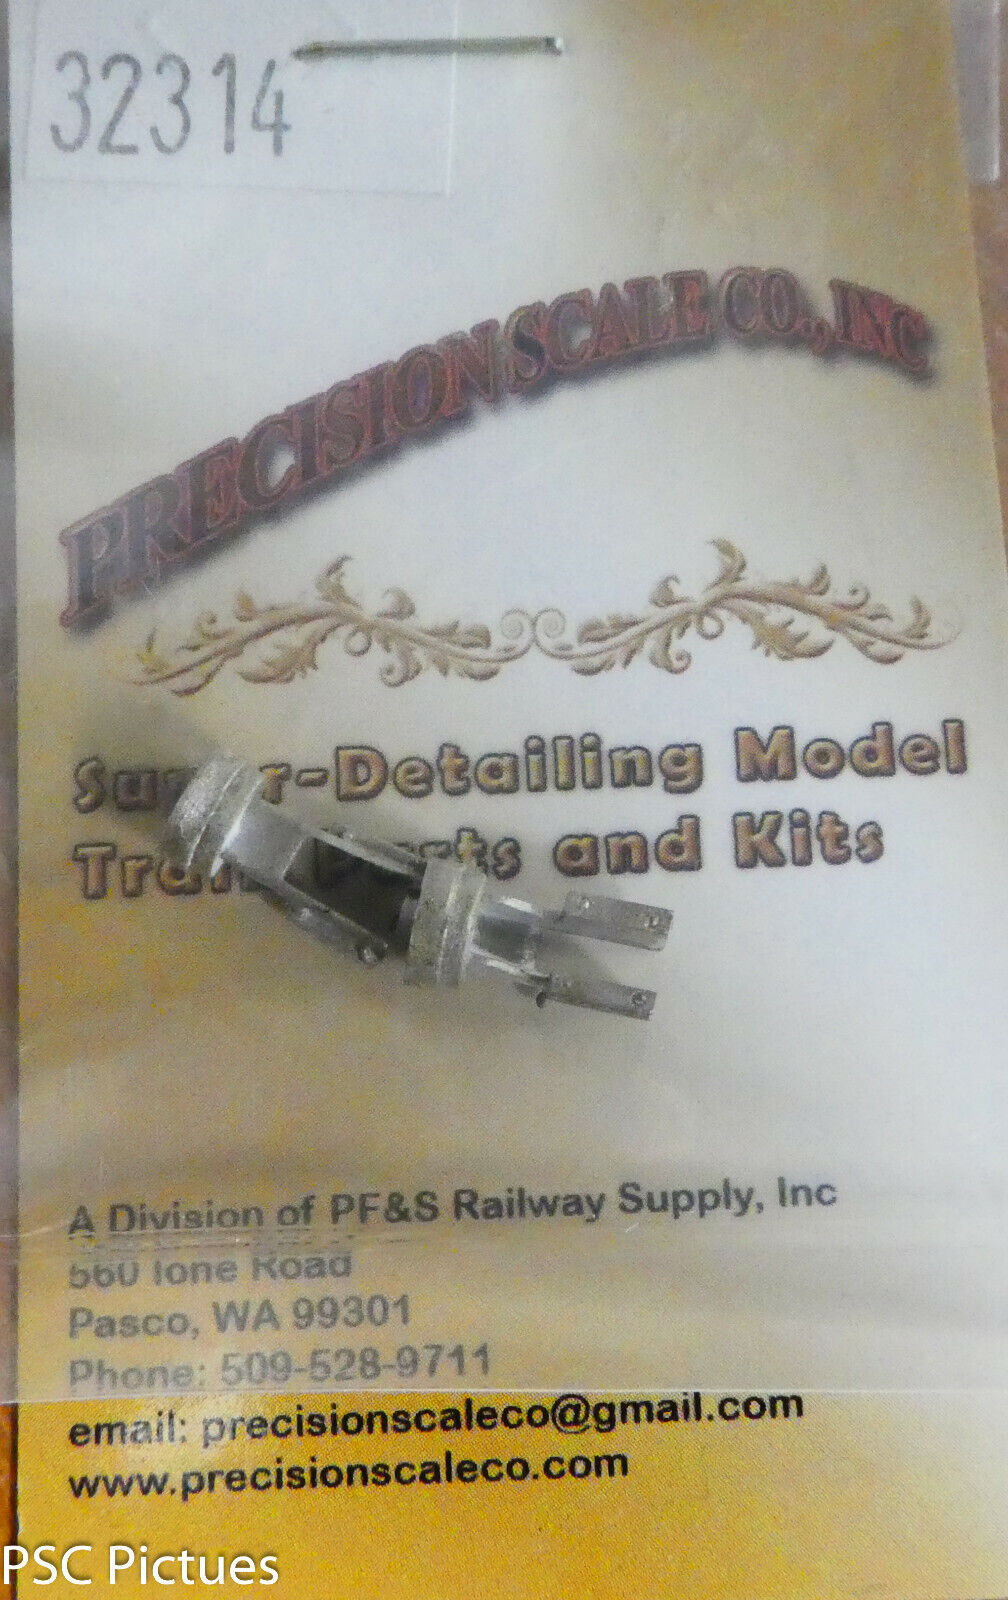 32314
PRECISION SCALE CO., INC
Super-Detailing Model
Train Parts and Kits
A Division of PF&S Railway Supply, Inc
560 Ione Road
Pasco, WA 99301
Phone: 509-528-9711
email: precisionscaleco@gmail.com
www.precisionscaleco.com
PSC Pictues